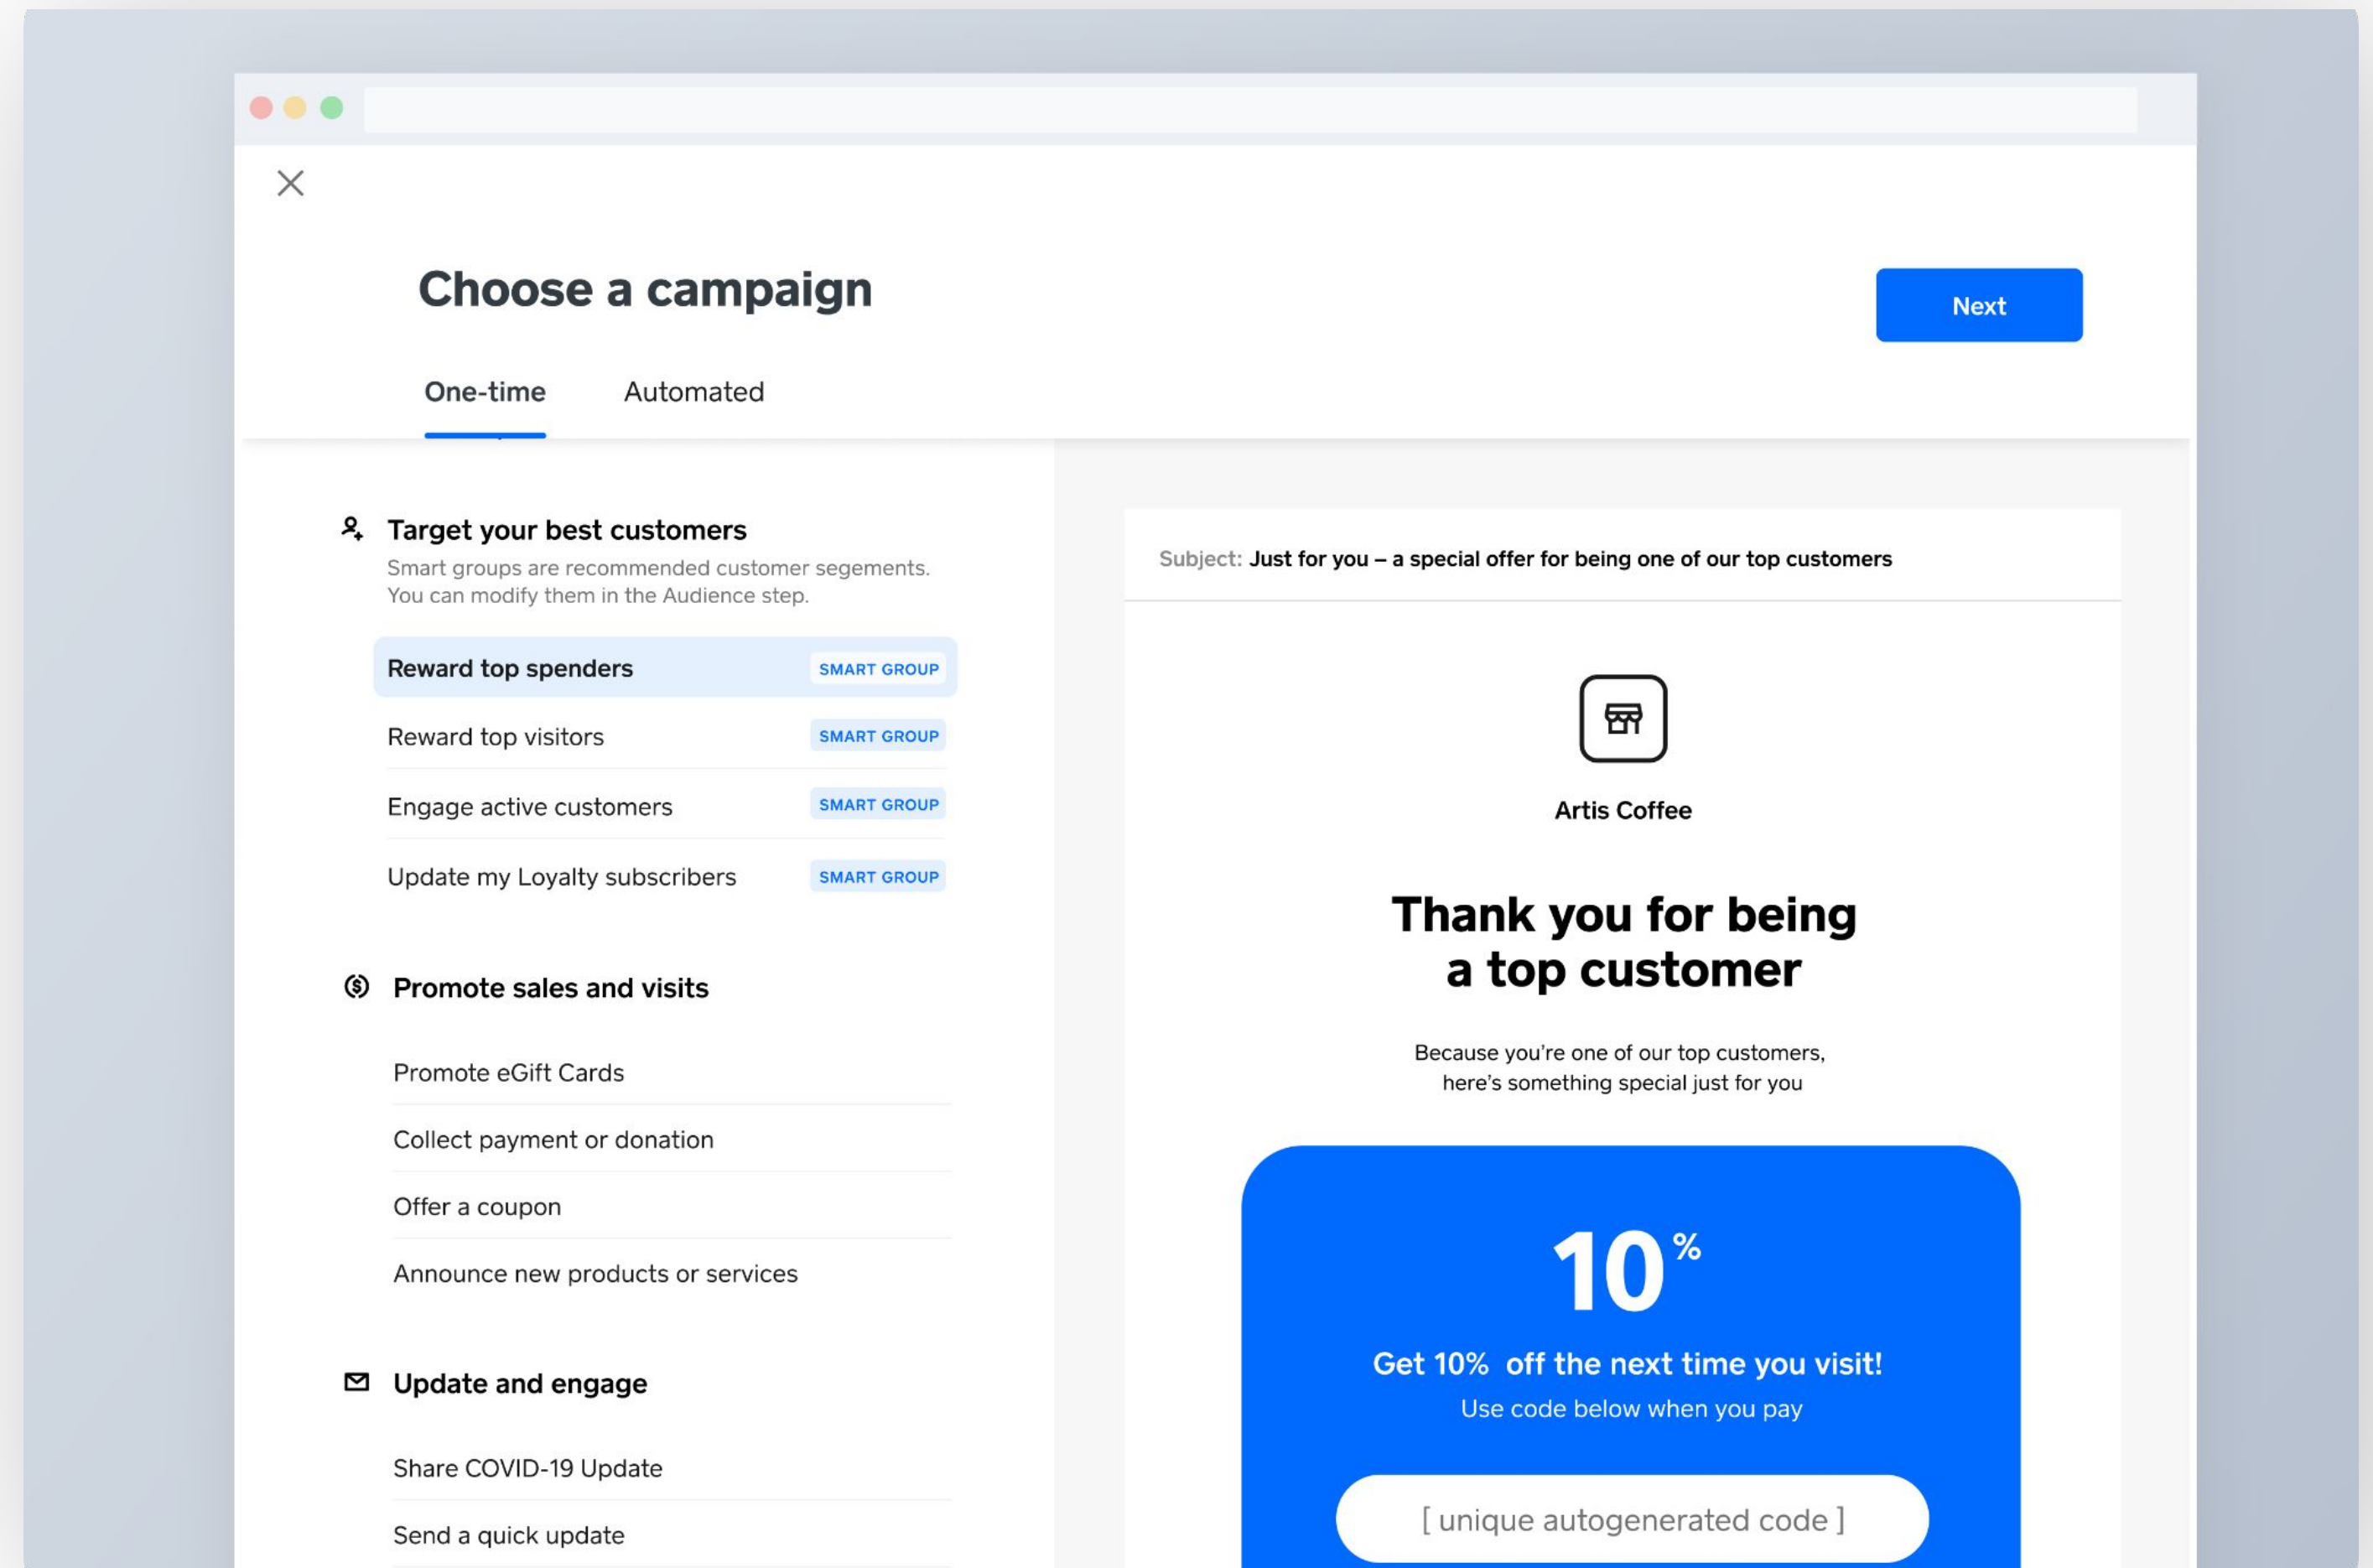 Choose a campaign
Next
One-time
Automated
Target your best customers
Smart groups are recommended customer segements.
You can modify them in the Audience step.
Reward top spenders
SMART GROUP
Reward top visitors
SMART GROUP
Engage active customers
SMART GROUP
Update my Loyalty subscribers
SMART GROUP
Promote sales and visits
Promote eGift Cards
Collect payment or donation
Offer a coupon
Announce new products or services
Update and engage
Share COVID-19 Update
Send a quick update
Subject: Just for you – a special offer for being one of our top customers
Artis Coffee
Thank you for being
a top customer
Because you're one of our top customers,
here's something special just for you
10%
Get 10% off the next time you visit!
Use code below when you pay
[ unique autogenerated code ]